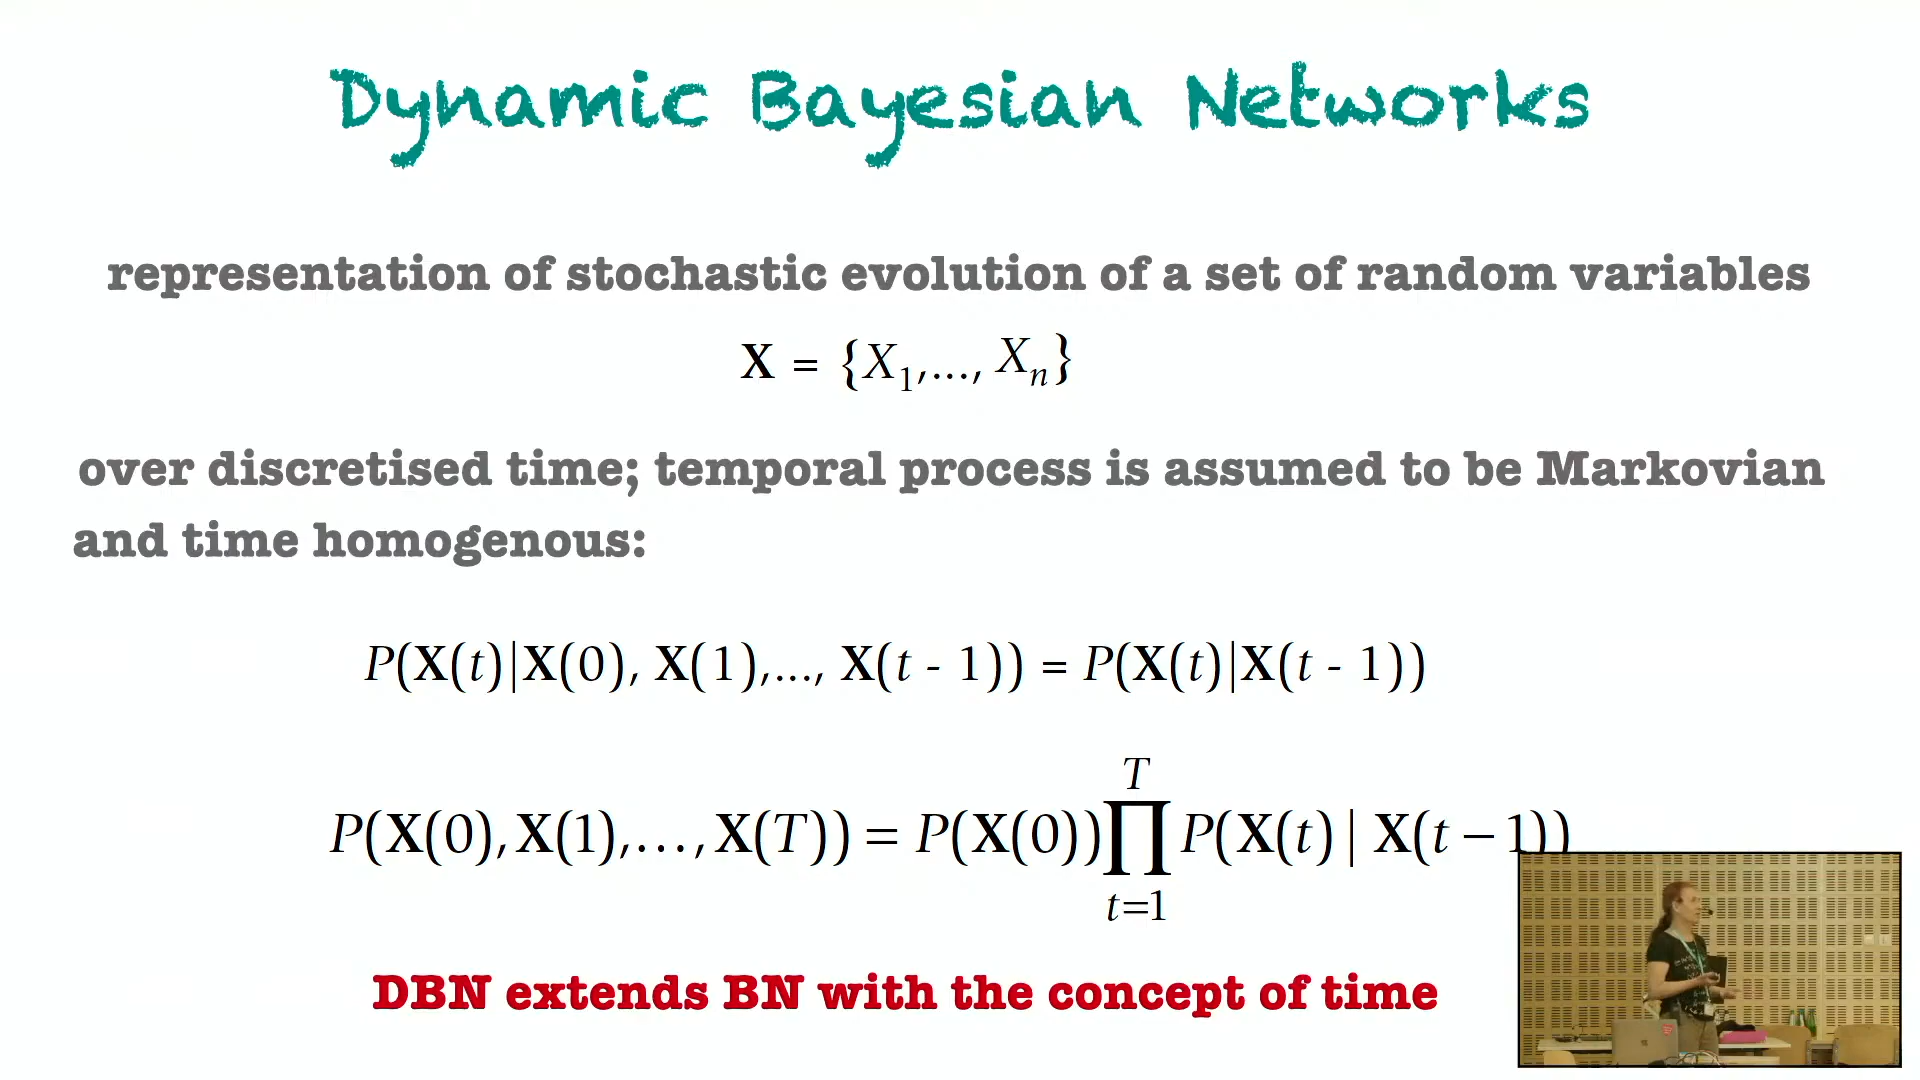 Dynamic Bayesian Networks
representation of stochastic evolution of a set of random variables
X = {X₁,..., Xₙ}
over discretised time; temporal process is assumed to be Markovian
and time homogenous:
P(X(t)|X(0), X(1),..., X(t - 1)) = P(X(t)|X(t - 1))
T
P(X(0),X(1),…,X(T)) = P(X(0))∏P(X(t) | X(t − 1))
t=1
DBN extends BN with the concept of time